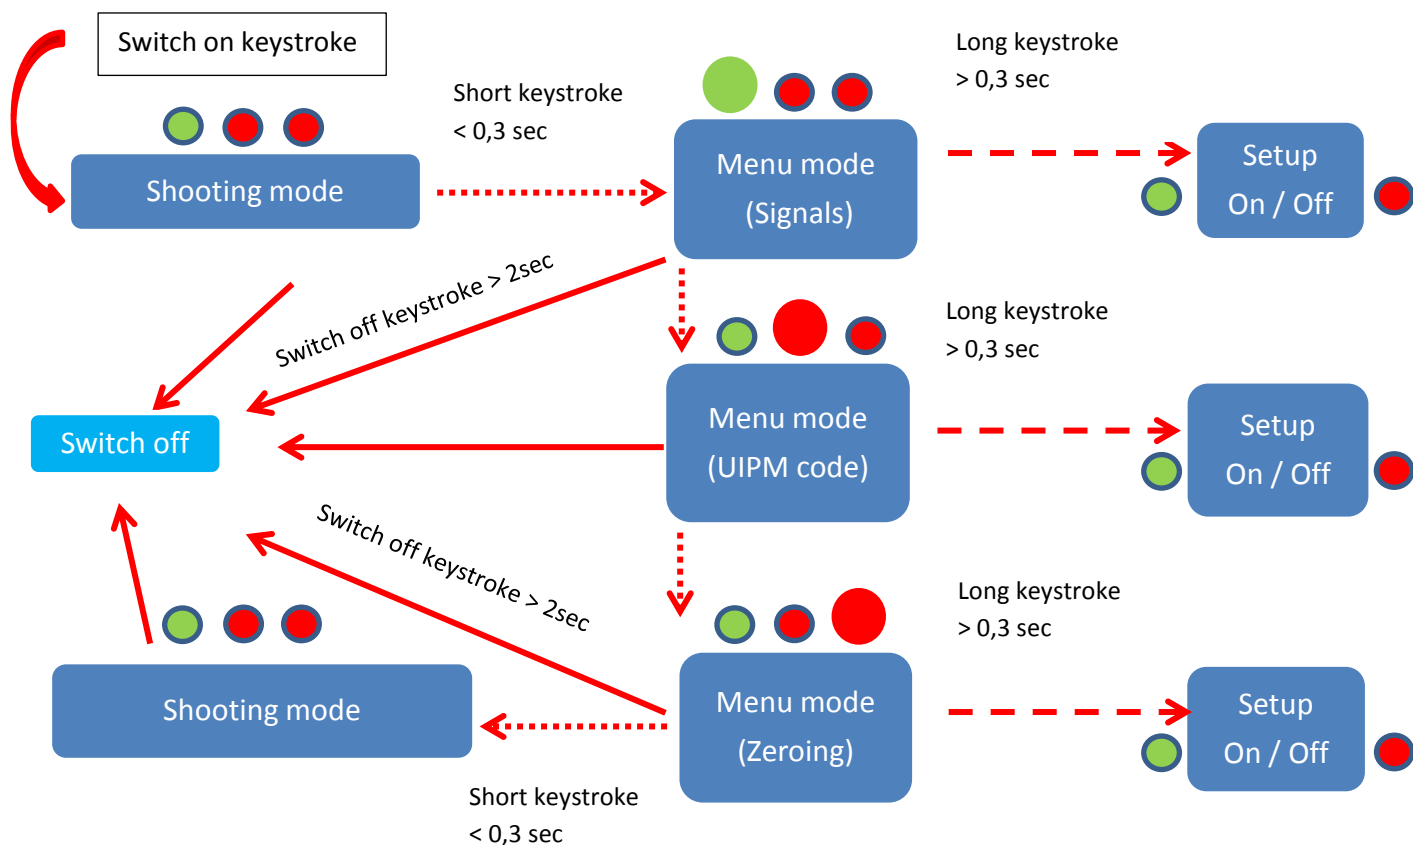 Switch on keystroke
Long keystroke
> 0,3 sec
Short keystroke
< 0,3 sec
Shooting mode
Menu mode
(Signals)
Setup
On / Off
Switch off keystroke > 2sec
Long keystroke
> 0,3 sec
Switch off
Menu mode
(UIPM code)
Setup
On / Off
Switch off keystroke > 2sec
Long keystroke
> 0,3 sec
Shooting mode
Menu mode
(Zeroing)
Setup
On / Off
Short keystroke
< 0,3 sec